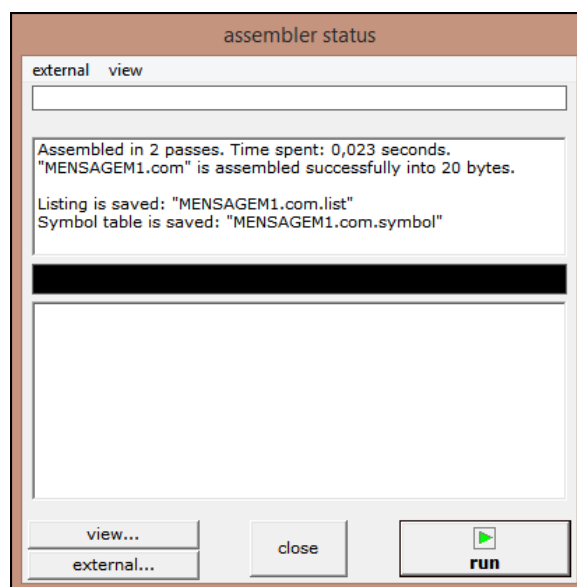 assembler status
external view
Assembled in 2 passes. Time spent: 0,023 seconds.
"MENSAGEM1.com" is assembled successfully into 20 bytes.
Listing is saved: "MENSAGEM1.com.list"
Symbol table is saved: "MENSAGEM1.com.symbol"
view...
external...
close
run